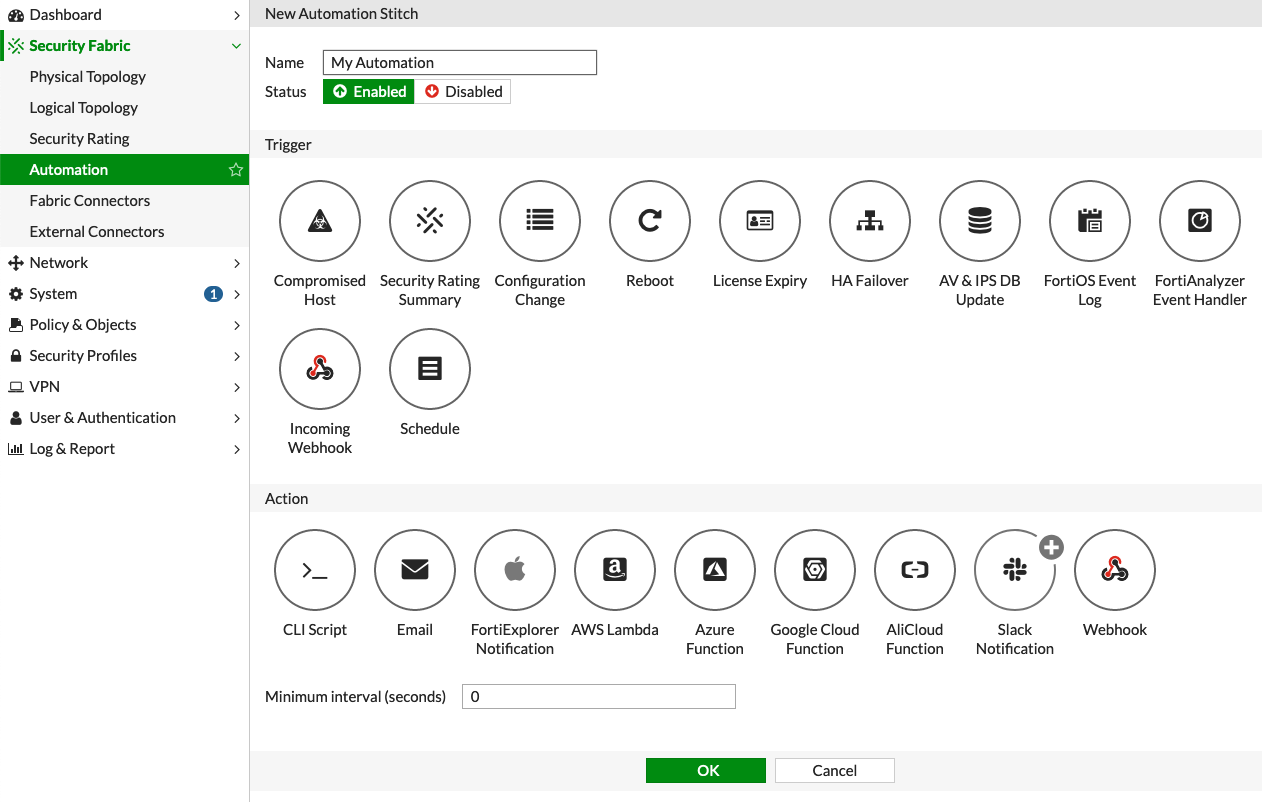 Dashboard
Security Fabric
Physical Topology
Logical Topology
Security Rating
Automation
Fabric Connectors
External Connectors
Network
System 1
Policy & Objects
Security Profiles
VPN
User & Authentication
Log & Report
New Automation Stitch
Name My Automation
Status Enabled Disabled
Trigger
Compromised Host
Security Rating Summary
Configuration Change
Reboot
License Expiry
HA Failover
AV & IPS DB Update
FortiOS Event Log
FortiAnalyzer Event Handler
Incoming Webhook
Schedule
Action
CLI Script
Email
FortiExplorer Notification
AWS Lambda
Azure Function
Google Cloud Function
AliCloud Function
Slack Notification
Webhook
Minimum interval (seconds) 0
OK Cancel